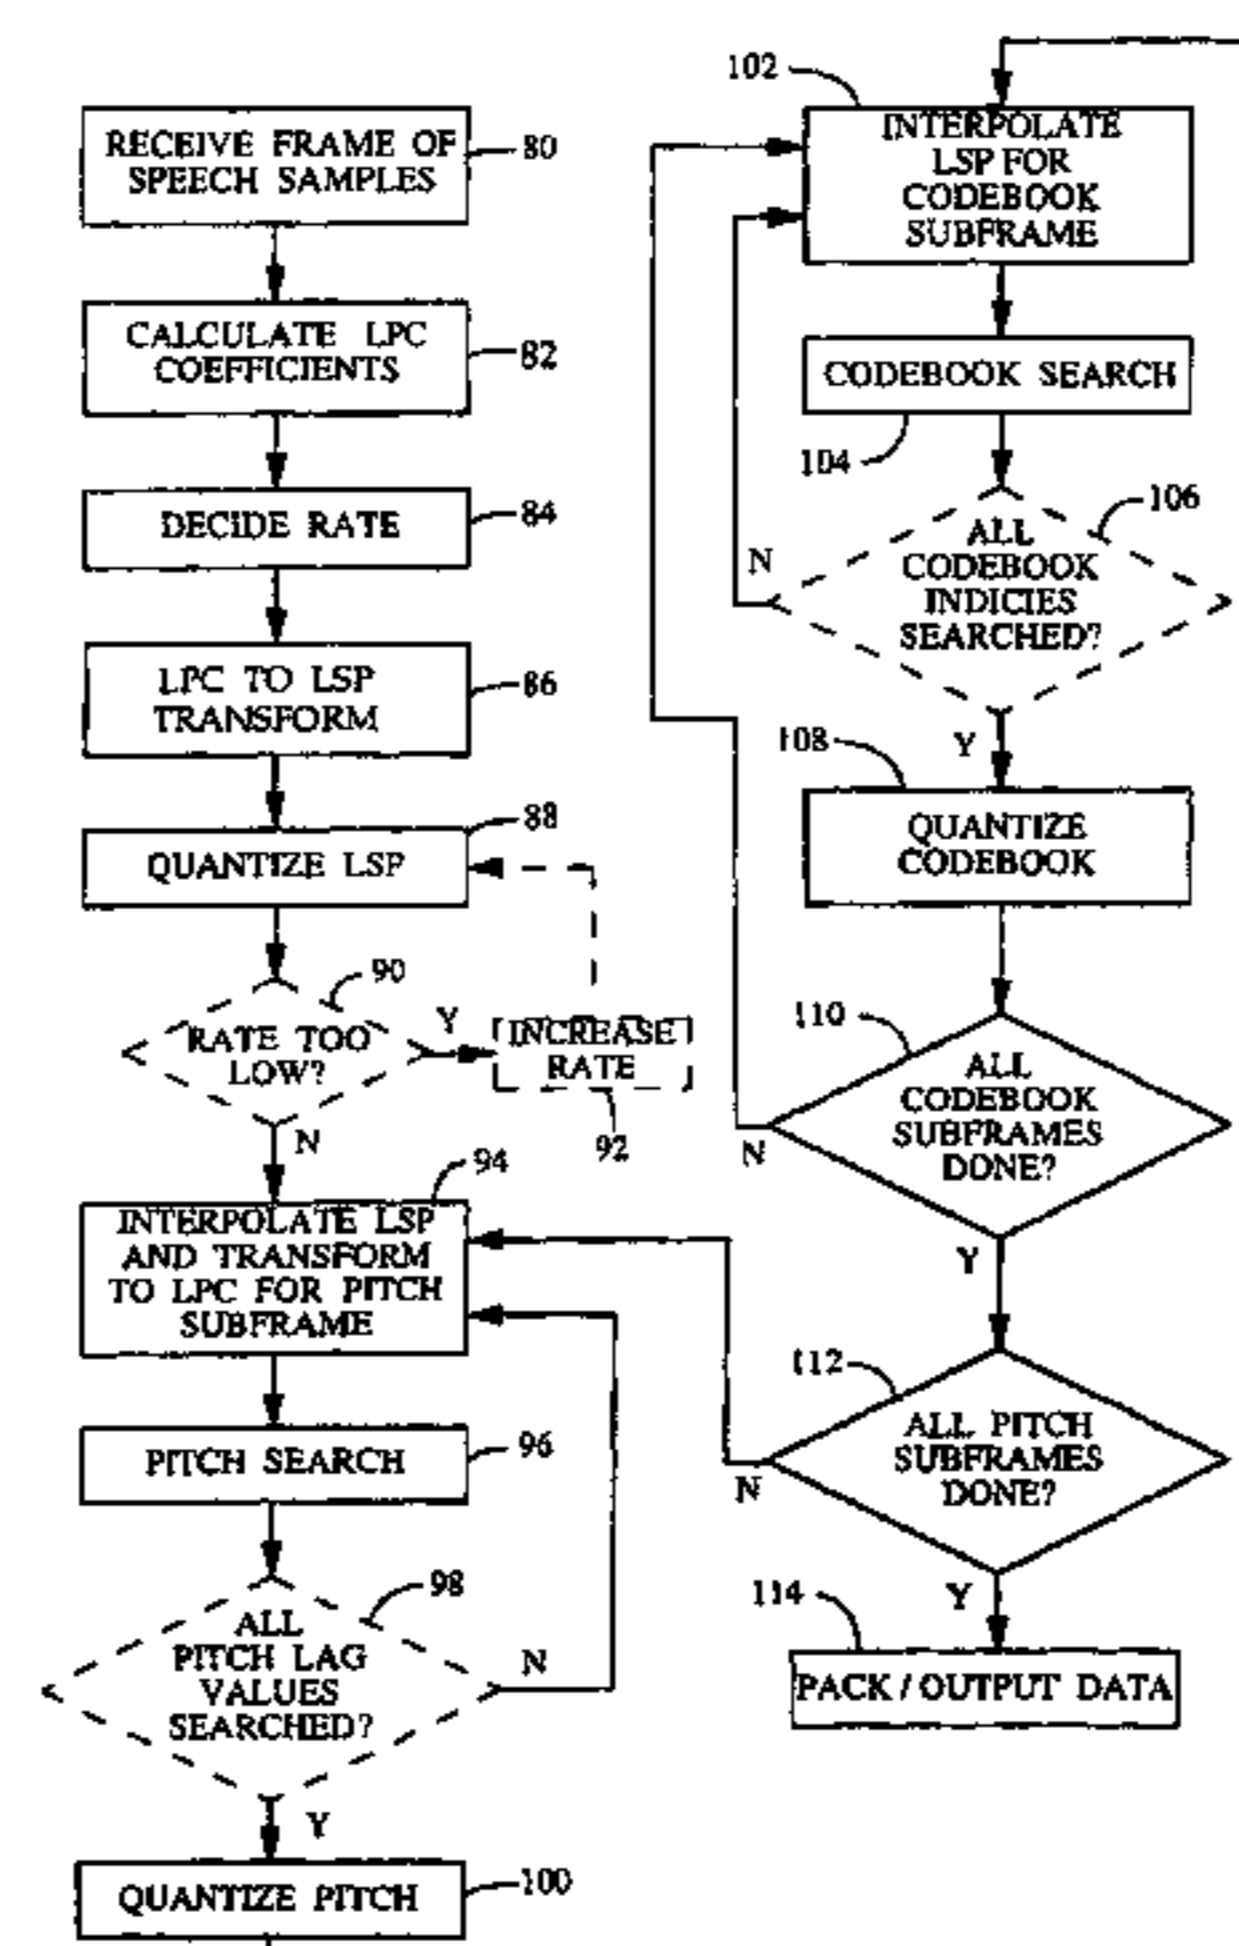 RECEIVE FRAME OF
SPEECH SAMPLES
80
CALCULATE LPC
COEFFICIENTS
82
DECIDE RATE
84
LPC TO LSP
TRANSFORM
86
QUANTIZE LSP
88
RATE TOO
LOW?
90
Y
N
INCREASE
RATE
92
INTERPOLATE LSP
AND TRANSFORM
TO LPC FOR PITCH
SUBFRAME
94
PITCH SEARCH
96
ALL
PITCH LAG
VALUES
SEARCHED?
98
N
Y
QUANTIZE PITCH
100
102
INTERPOLATE
LSP FOR
CODEBOOK
SUBFRAME
CODEBOOK SEARCH
104
ALL
CODEBOOK
INDICIES
SEARCHED?
106
N
Y
108
QUANTIZE
CODEBOOK
110
ALL
CODEBOOK
SUBFRAMES
DONE?
N
Y
112
ALL PITCH
SUBFRAMES
DONE?
N
Y
114
PACK / OUTPUT DATA